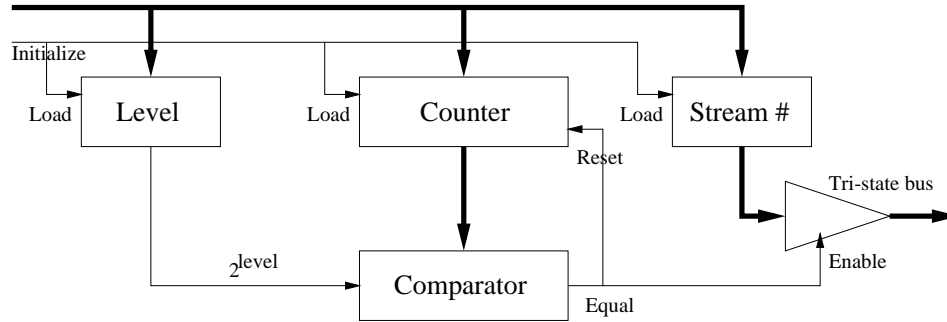 Initialize
Load
Level
Load
Counter
Load
Stream #
Reset
Tri-state bus
2level
Comparator
Equal
Enable